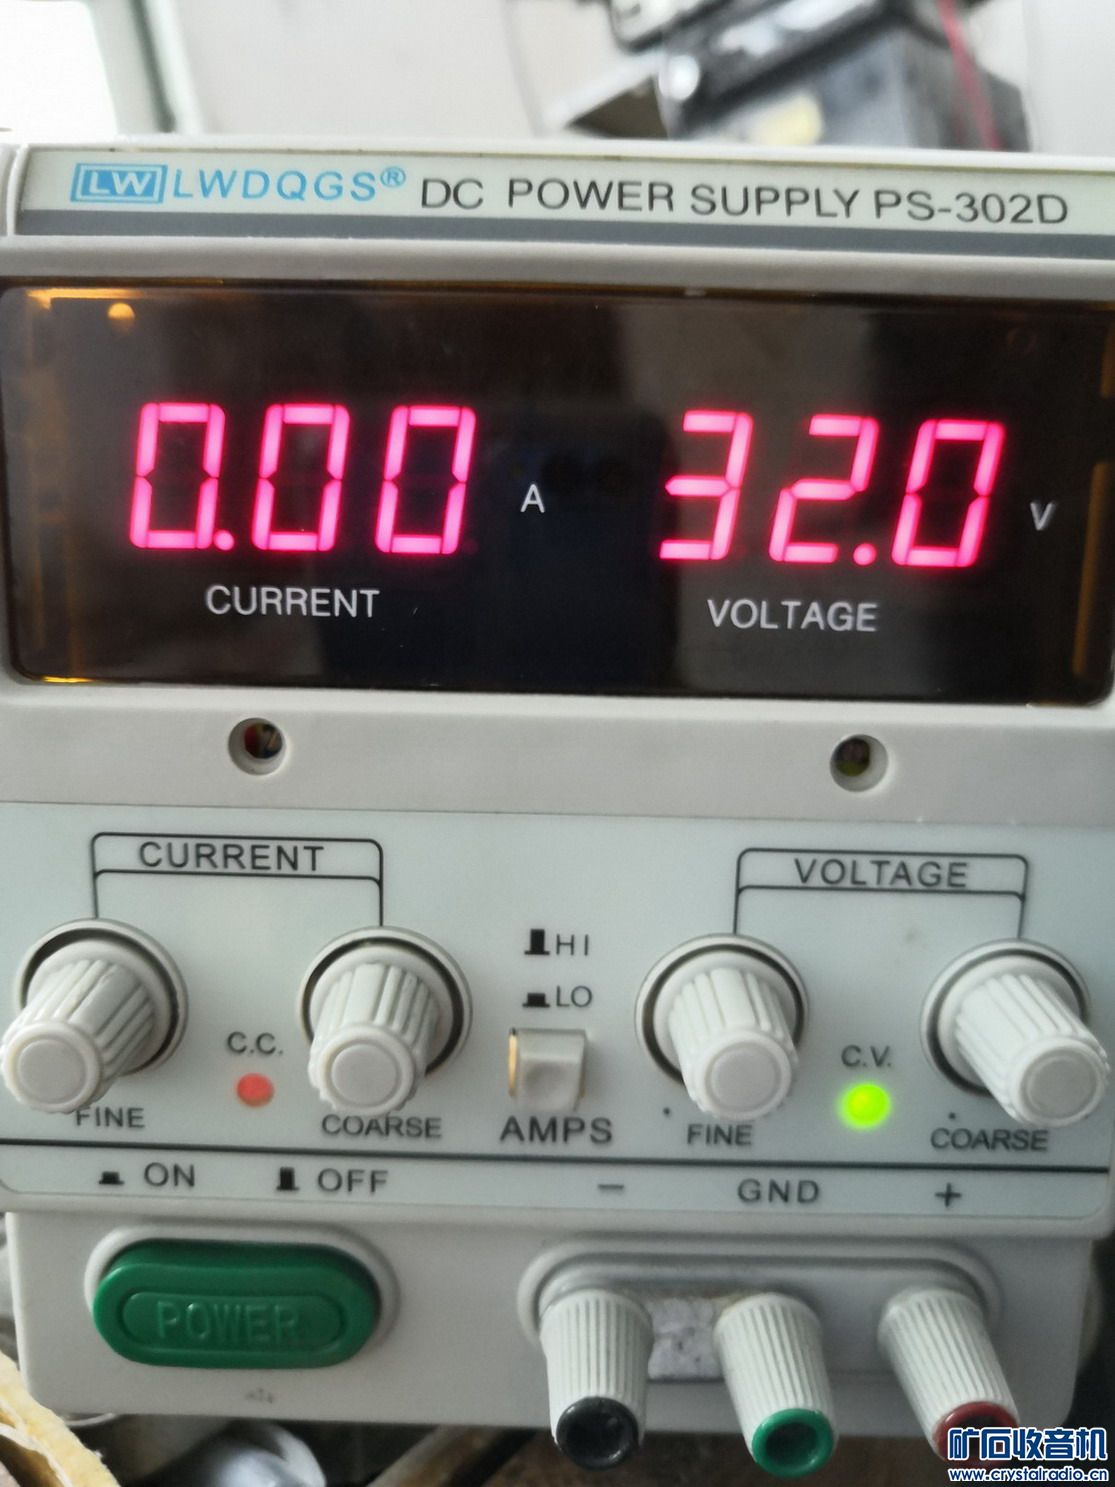 LW LWDQGS® DC POWER SUPPLY PS-302D
0.00 A 32.0 V
CURRENT VOLTAGE
CURRENT VOLTAGE
HI
LO
C.C. C.V.
FINE COARSE AMPS FINE COARSE
ON OFF - GND +
POWER
矿石收音机
www.crystalradio.cn